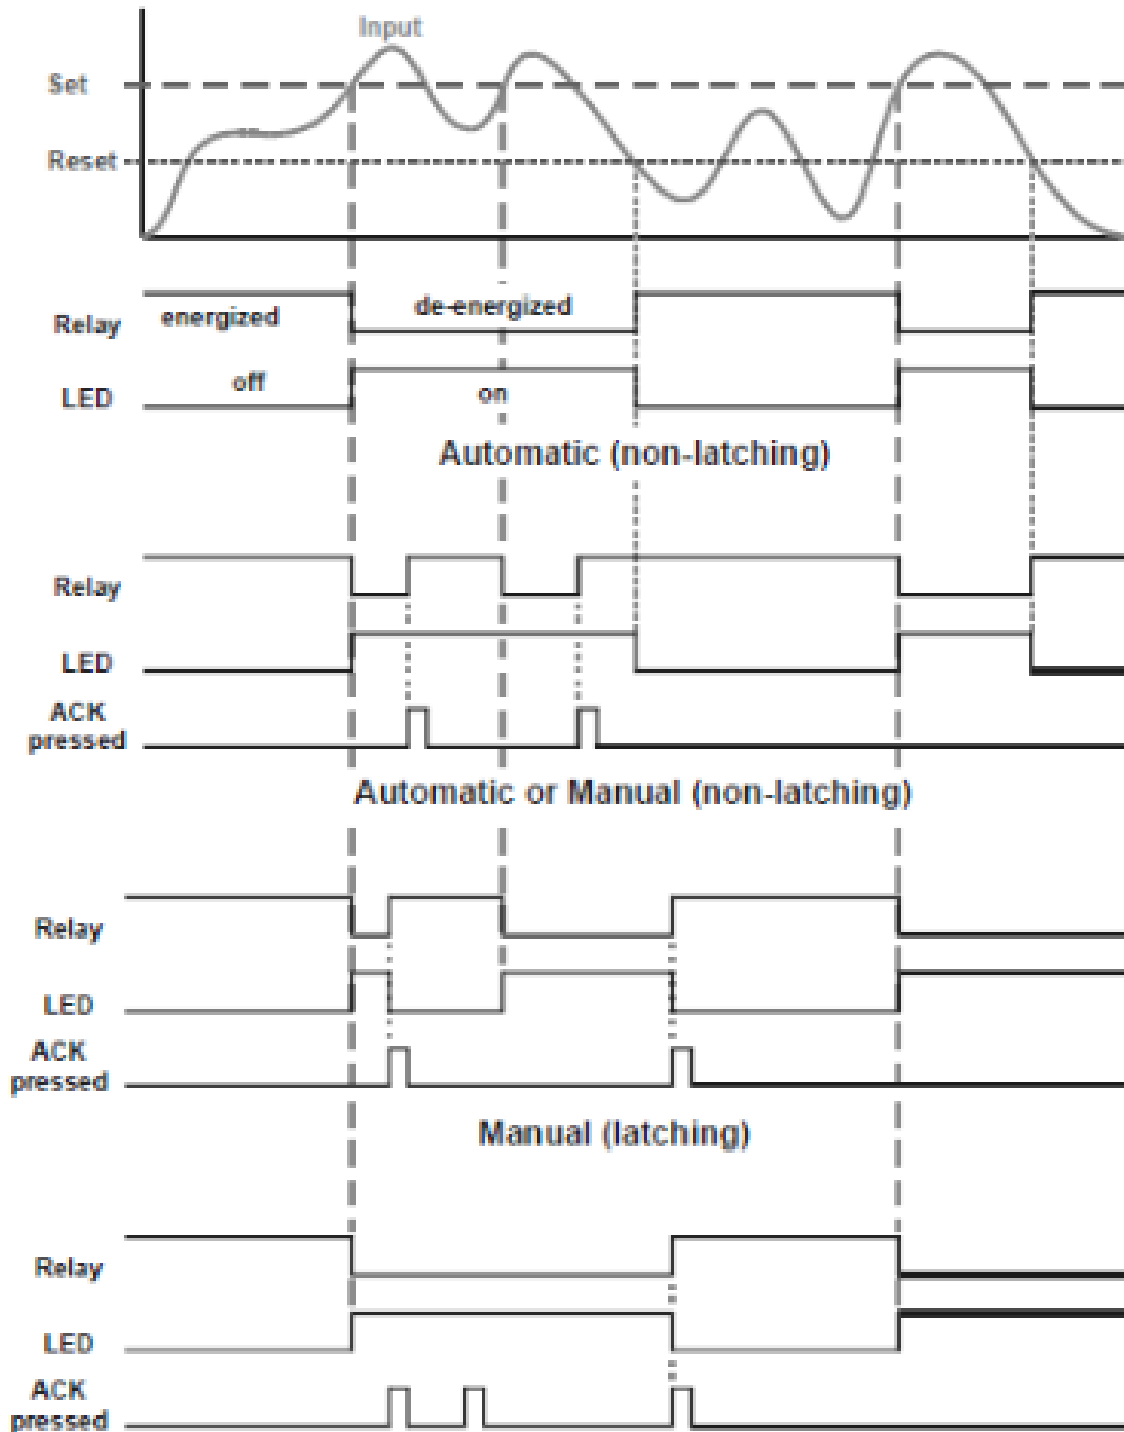 Input
Set
Reset
Relay energized de-energized
LED off on
Automatic (non-latching)
Relay
LED
ACK
pressed
Automatic or Manual (non-latching)
Relay
LED
ACK
pressed
Manual (latching)
Relay
LED
ACK
pressed